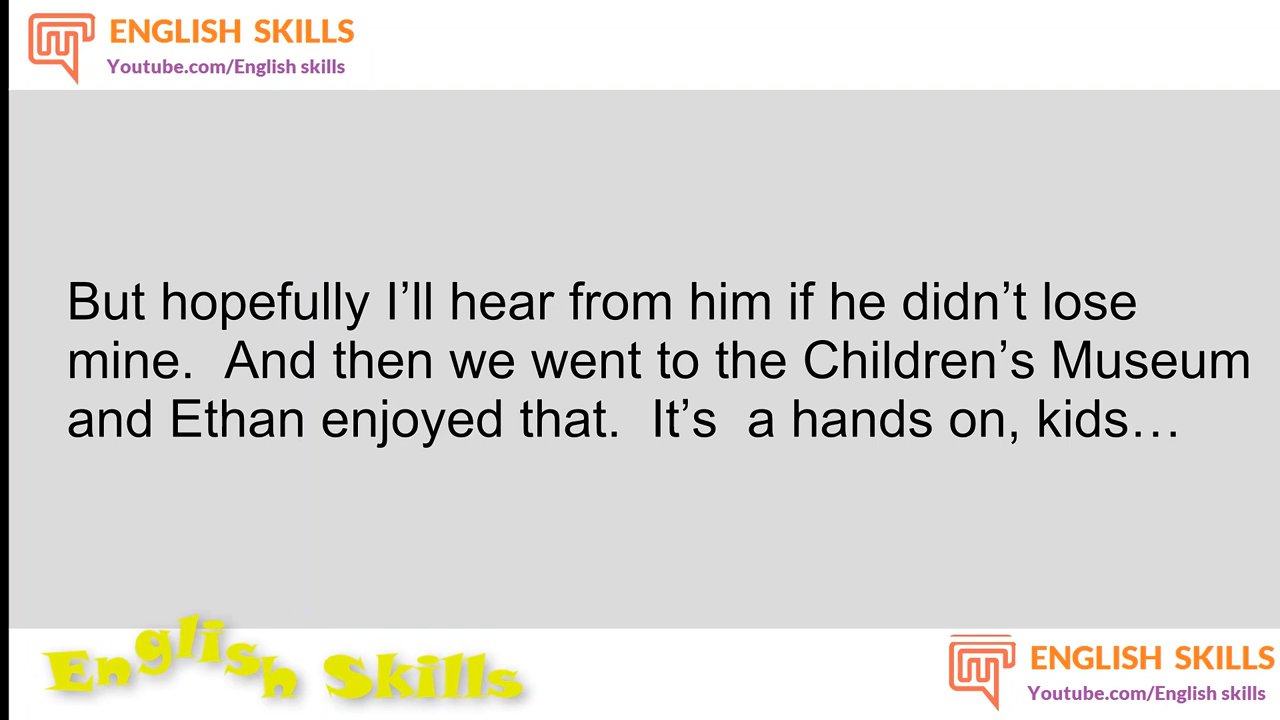 ENGLISH SKILLS
Youtube.com/English skills
But hopefully I’ll hear from him if he didn’t lose
mine.  And then we went to the Children’s Museum
and Ethan enjoyed that.  It’s  a hands on, kids…
English Skills
ENGLISH SKILLS
Youtube.com/English skills